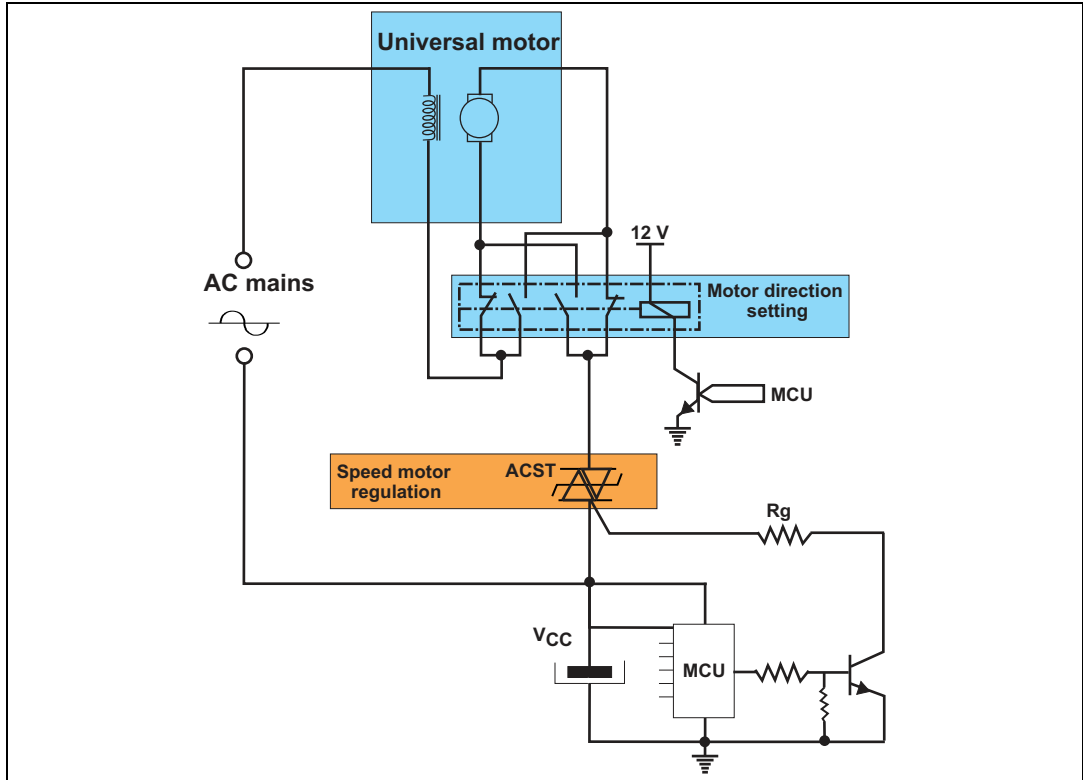 Universal motor
12 V
AC mains
Motor direction
setting
MCU
Speed motor
regulation
ACST
Rg
VCC
MCU